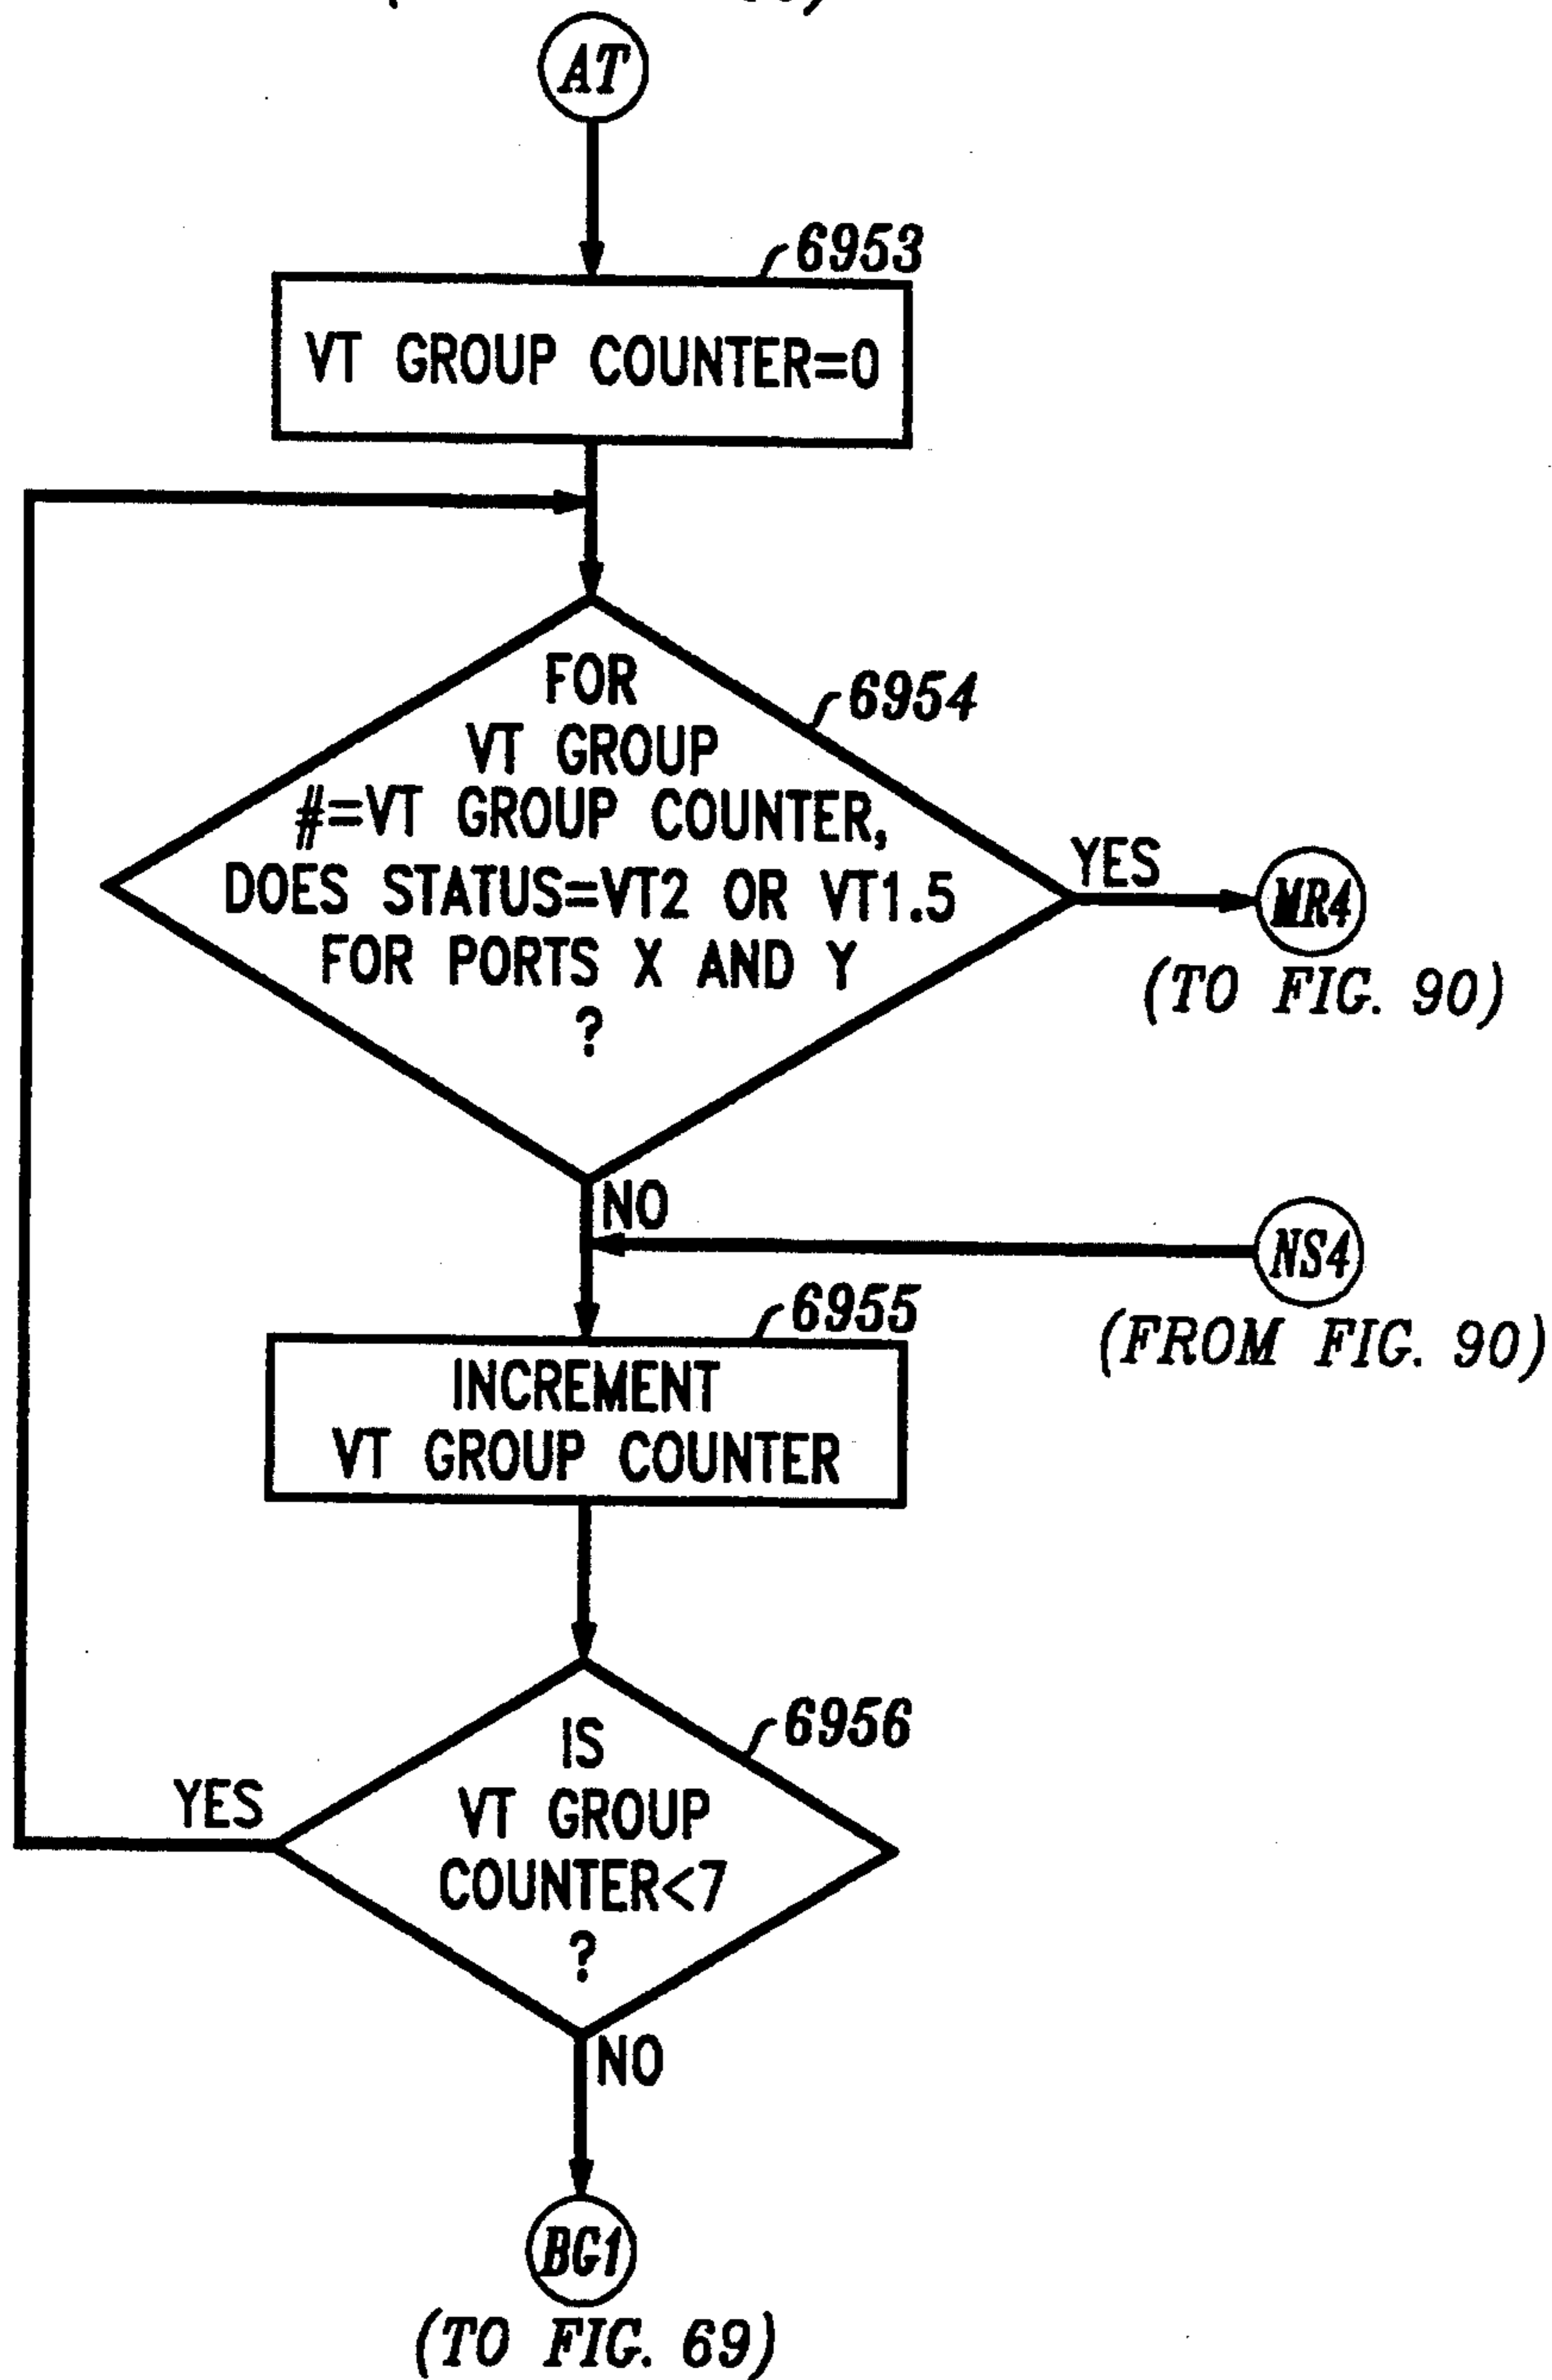 AT
6953
VT GROUP COUNTER=0
FOR
VT GROUP
#=VT GROUP COUNTER,
DOES STATUS=VT2 OR VT1.5
FOR PORTS X AND Y
?
6954
YES
MR4
(TO FIG. 90)
NO
NS4
(FROM FIG. 90)
6955
INCREMENT
VT GROUP COUNTER
6956
IS
VT GROUP
COUNTER<7
?
YES
NO
BG1
(TO FIG. 69)